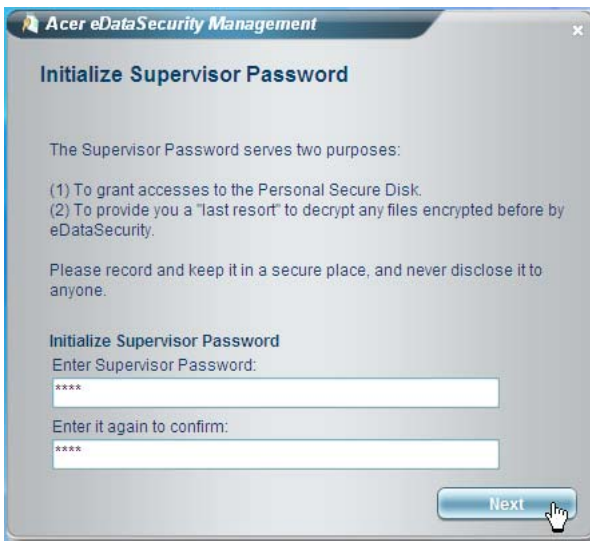 Acer eDataSecurity Management
x
Initialize Supervisor Password
The Supervisor Password serves two purposes:
(1) To grant accesses to the Personal Secure Disk.
(2) To provide you a "last resort" to decrypt any files encrypted before by
eDataSecurity.
Please record and keep it in a secure place, and never disclose it to
anyone.
Initialize Supervisor Password
Enter Supervisor Password:
****
Enter it again to confirm:
****
Next